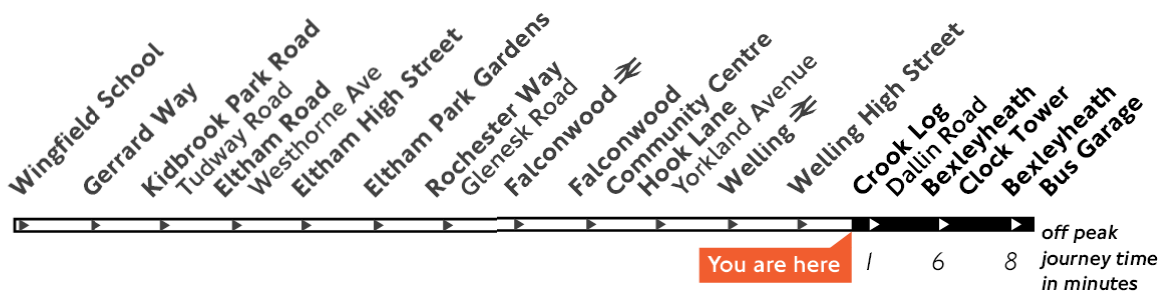 Wingfield School
Gerrard Way
Kidbrook Park Road
Tudway Road
Eltham Road
Westhorne Ave
Eltham High Street
Eltham Park Gardens
Rochester Way
Glenesk Road
Falconwood
Falconwood
Community Centre
Hook Lane
Yorkland Avenue
Welling
Welling High Street
Crook Log
Dallin Road
Bexleyheath
Clock Tower
Bexleyheath
Bus Garage
You are here
1 6 8
off peak
journey time
in minutes